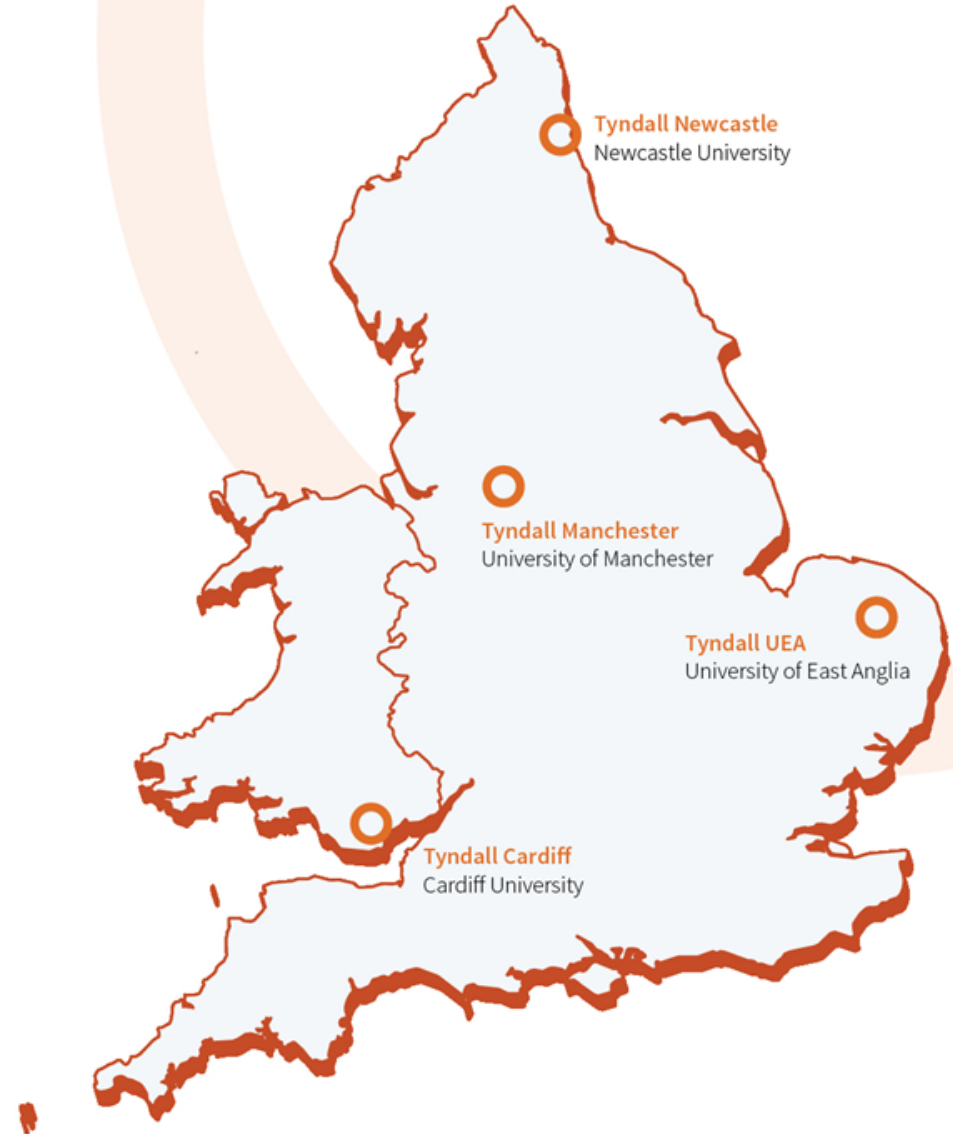 Tyndall Newcastle
Newcastle University
Tyndall Manchester
University of Manchester
Tyndall UEA
University of East Anglia
Tyndall Cardiff
Cardiff University